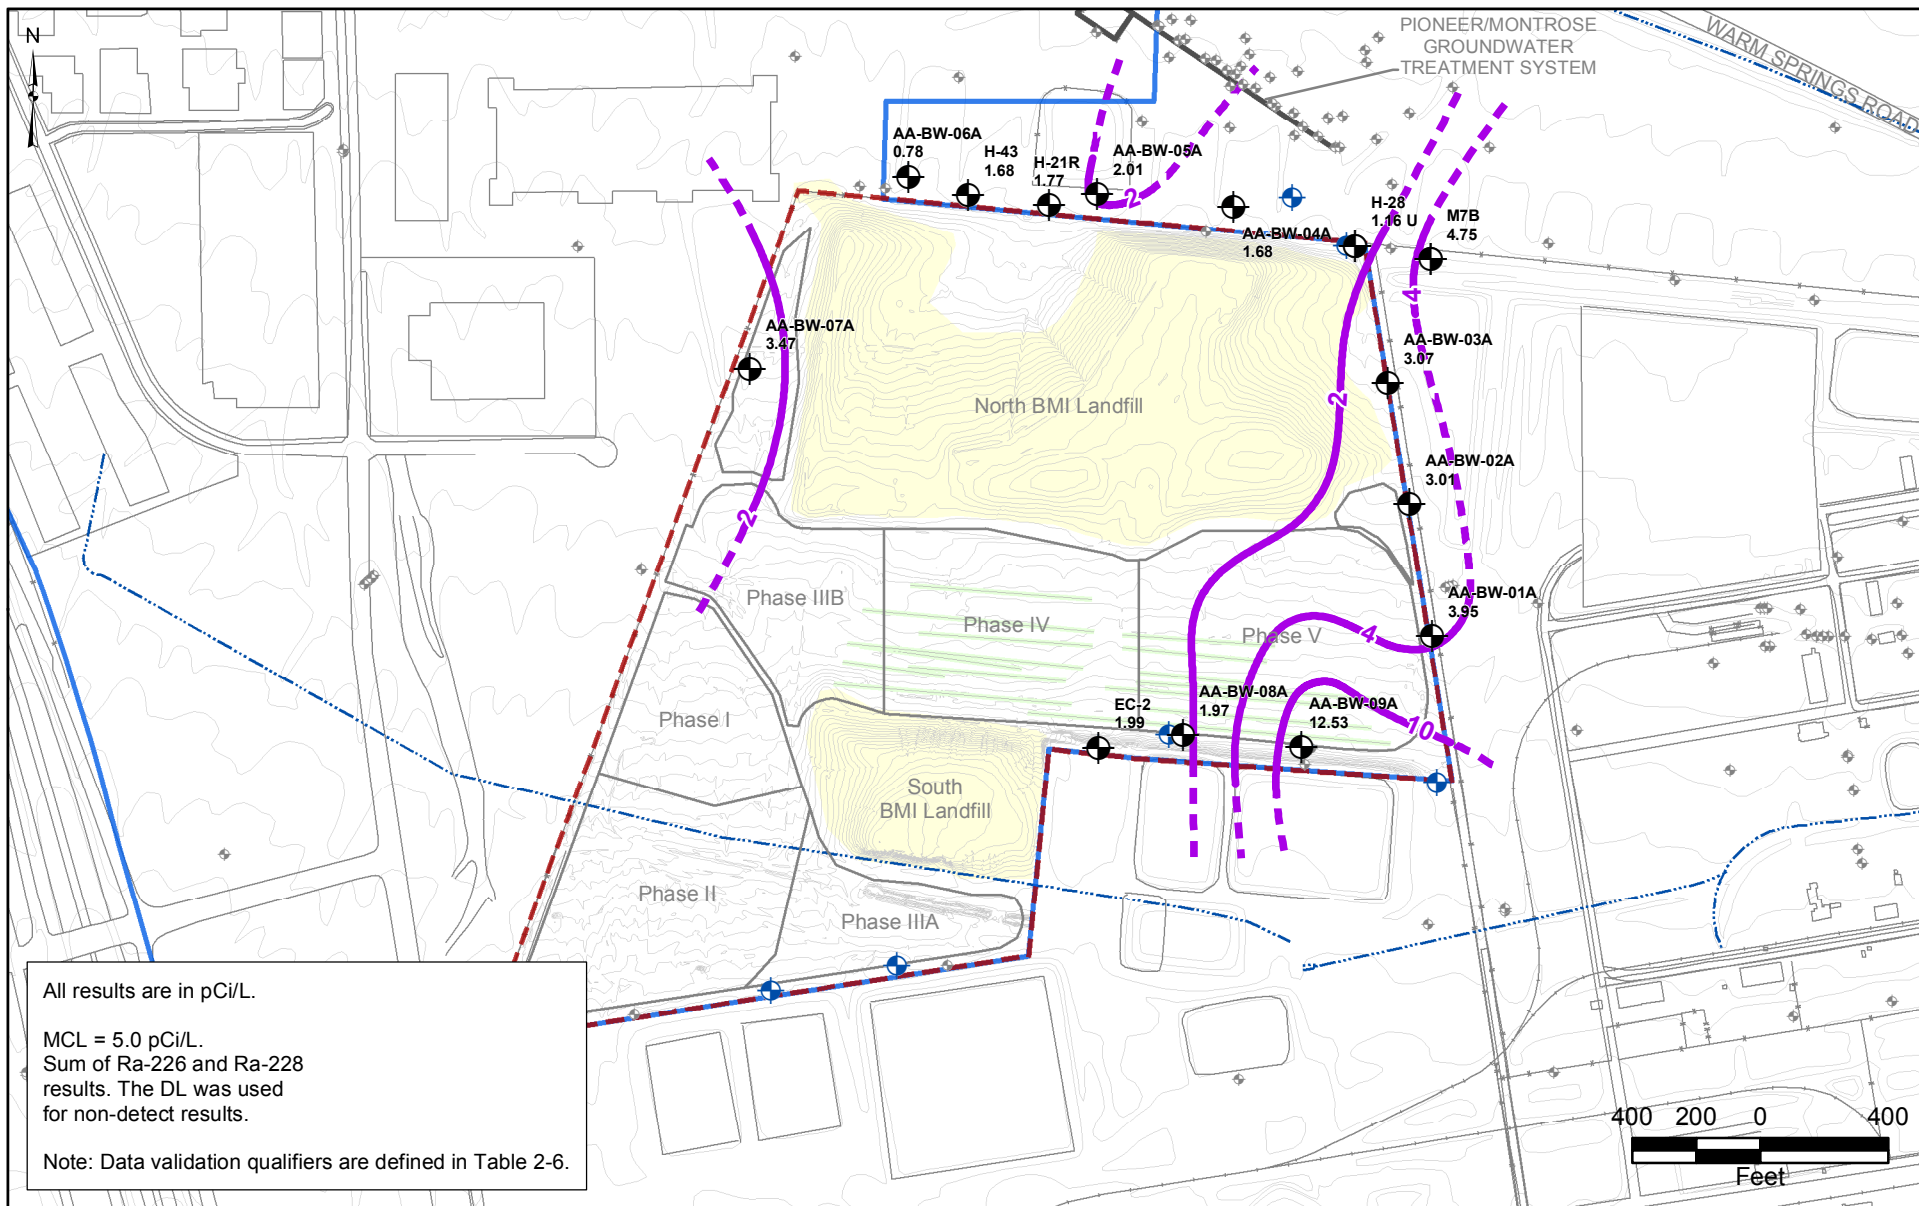 N
PIONEER/MONTROSE
GROUNDWATER
TREATMENT SYSTEM
WARM SPRINGS ROAD
AA-BW-06A
0.78
H-43
1.68
H-21R
1.77
AA-BW-05A
2.01
2
AA-BW-04A
1.68
H-28
1.16 U
M7B
4.75
4
AA-BW-07A
3.47
AA-BW-03A
3.07
2
North BMI Landfill
AA-BW-02A
3.01
2
Phase IIIB
Phase IV
Phase V
4
AA-BW-01A
3.95
Phase I
EC-2
1.99
AA-BW-08A
1.97
AA-BW-09A
12.53
10
South
BMI Landfill
Phase II
Phase IIIA
All results are in pCi/L.
MCL = 5.0 pCi/L.
Sum of Ra-226 and Ra-228
results. The DL was used
for non-detect results.
Note: Data validation qualifiers are defined in Table 2-6.
400 200 0 400
Feet